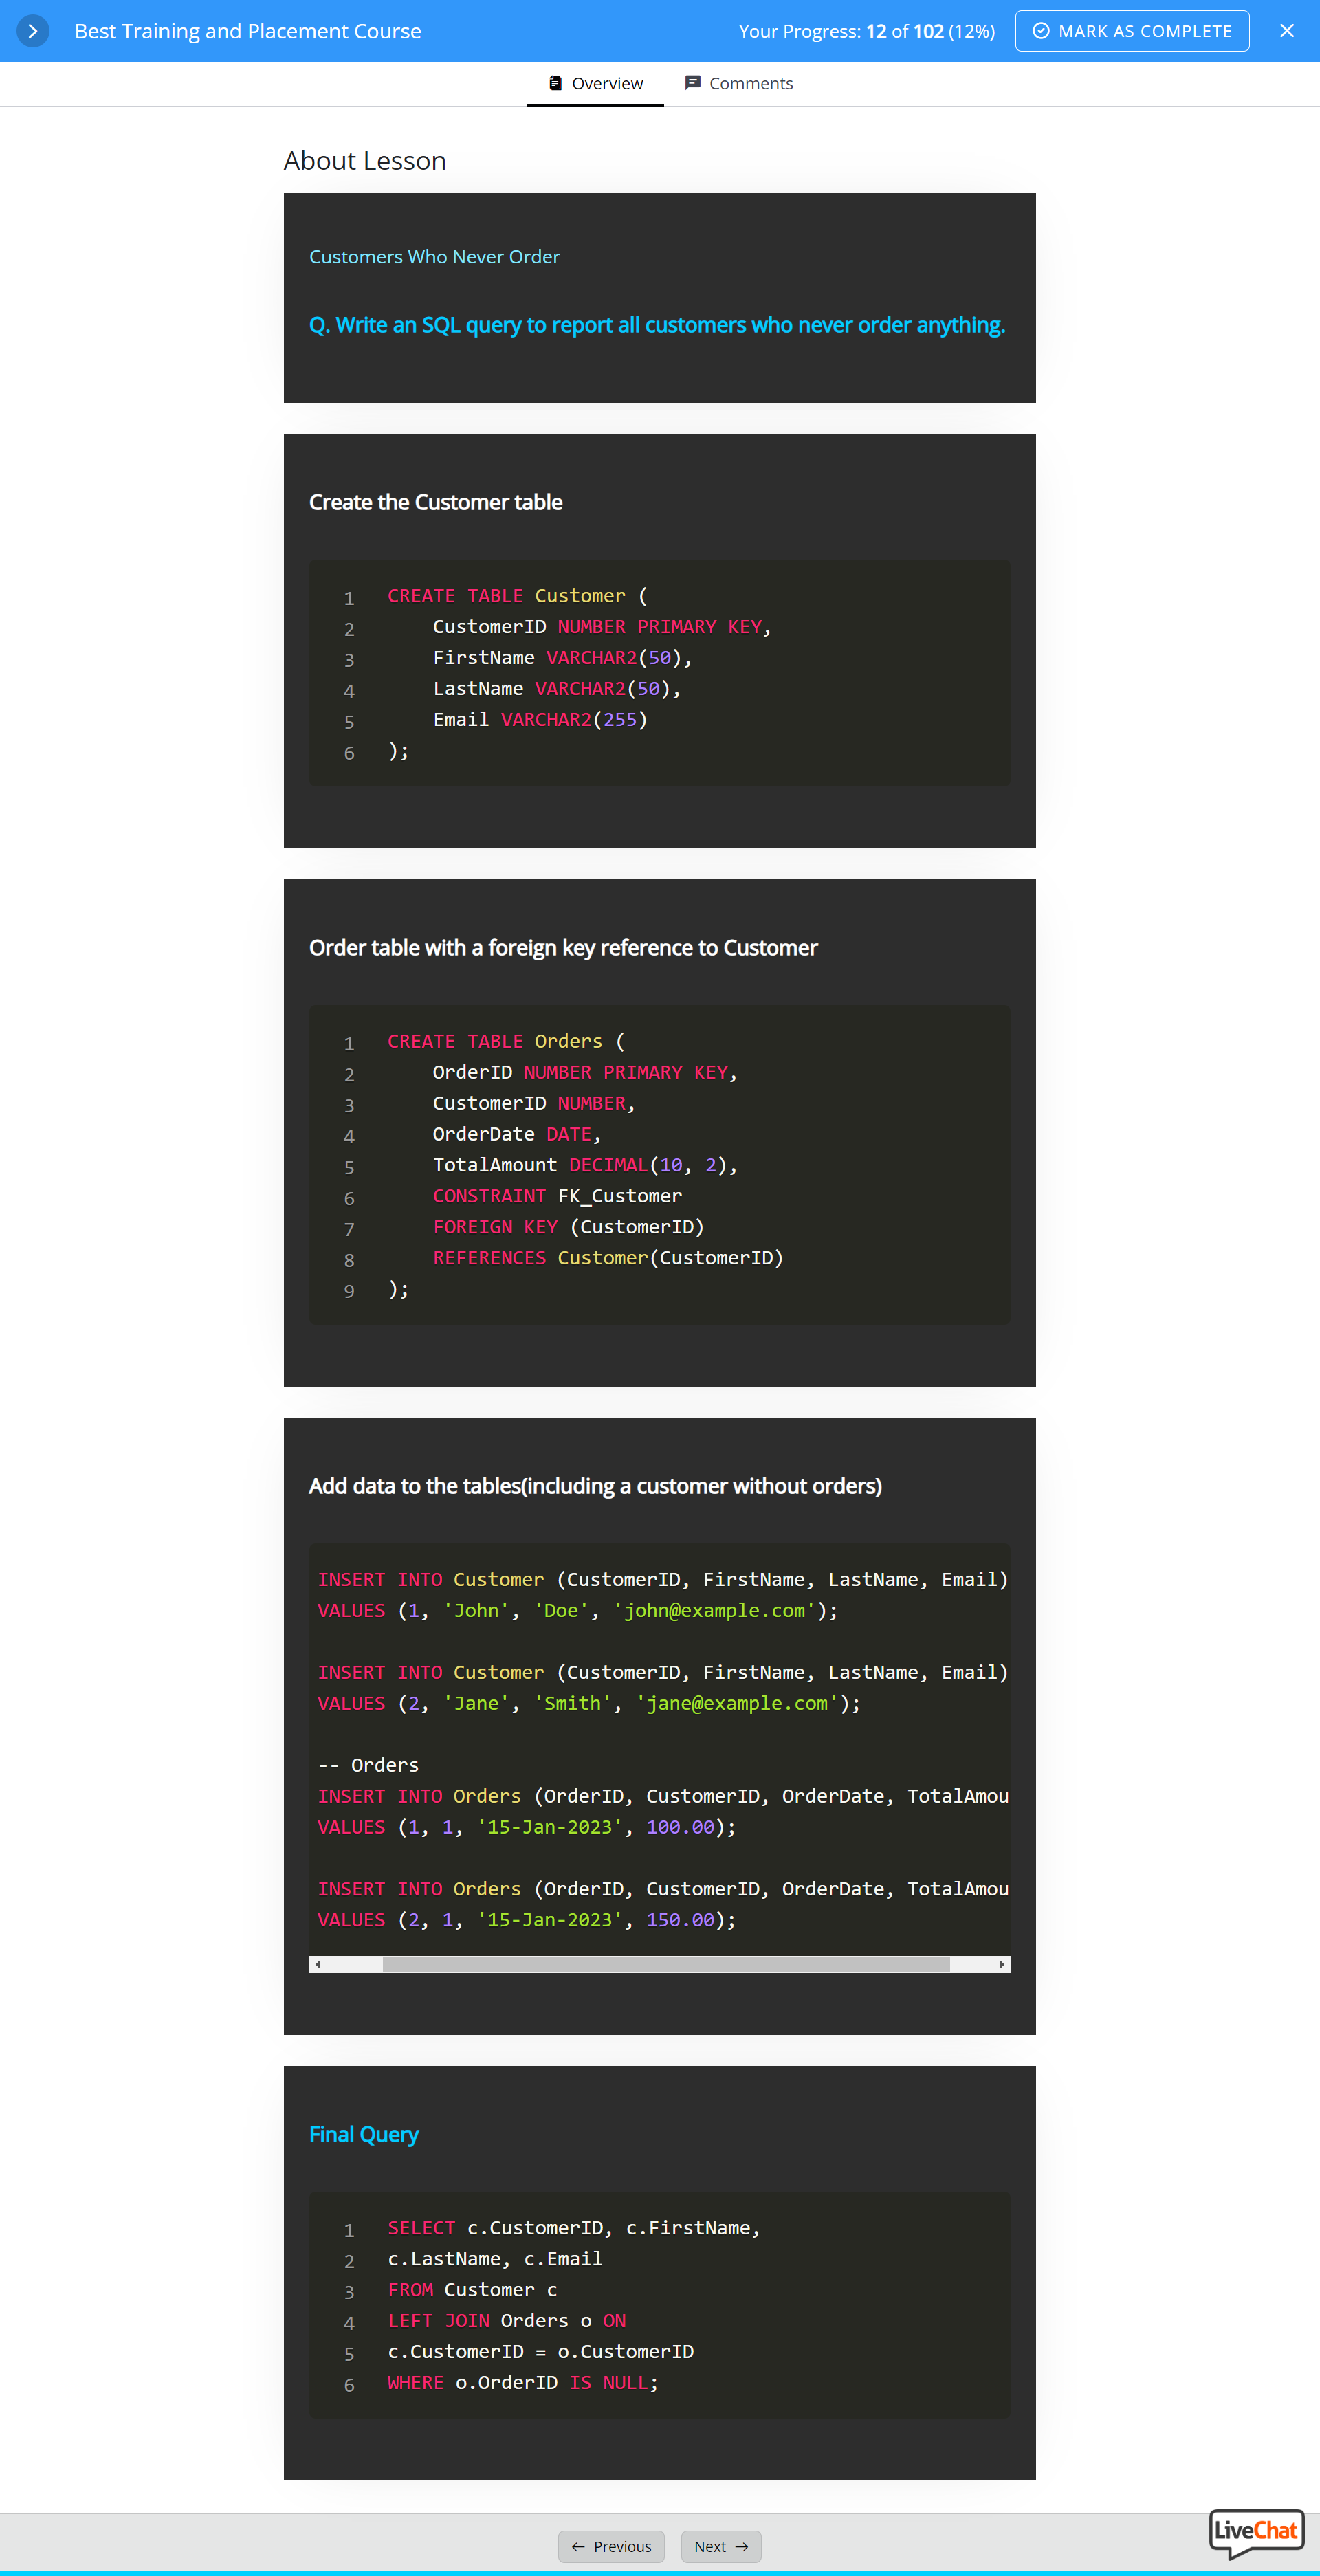 Best Training and Placement Course
Your Progress: 12 of 102 (12%)
MARK AS COMPLETE
Overview
Comments
About Lesson
Customers Who Never Order
Q. Write an SQL query to report all customers who never order anything.
Create the Customer table
1 CREATE TABLE Customer (
2     CustomerID NUMBER PRIMARY KEY,
3     FirstName VARCHAR2(50),
4     LastName VARCHAR2(50),
5     Email VARCHAR2(255)
6 );
Order table with a foreign key reference to Customer
1 CREATE TABLE Orders (
2     OrderID NUMBER PRIMARY KEY,
3     CustomerID NUMBER,
4     OrderDate DATE,
5     TotalAmount DECIMAL(10, 2),
6     CONSTRAINT FK_Customer
7     FOREIGN KEY (CustomerID)
8     REFERENCES Customer(CustomerID)
9 );
Add data to the tables(including a customer without orders)
INSERT INTO Customer (CustomerID, FirstName, LastName, Email)
VALUES (1, 'John', 'Doe', 'john@example.com');
INSERT INTO Customer (CustomerID, FirstName, LastName, Email)
VALUES (2, 'Jane', 'Smith', 'jane@example.com');
-- Orders
INSERT INTO Orders (OrderID, CustomerID, OrderDate, TotalAmou
VALUES (1, 1, '15-Jan-2023', 100.00);
INSERT INTO Orders (OrderID, CustomerID, OrderDate, TotalAmou
VALUES (2, 1, '15-Jan-2023', 150.00);
Final Query
1 SELECT c.CustomerID, c.FirstName,
2 c.LastName, c.Email
3 FROM Customer c
4 LEFT JOIN Orders o ON
5 c.CustomerID = o.CustomerID
6 WHERE o.OrderID IS NULL;
← Previous
Next →
LiveChat